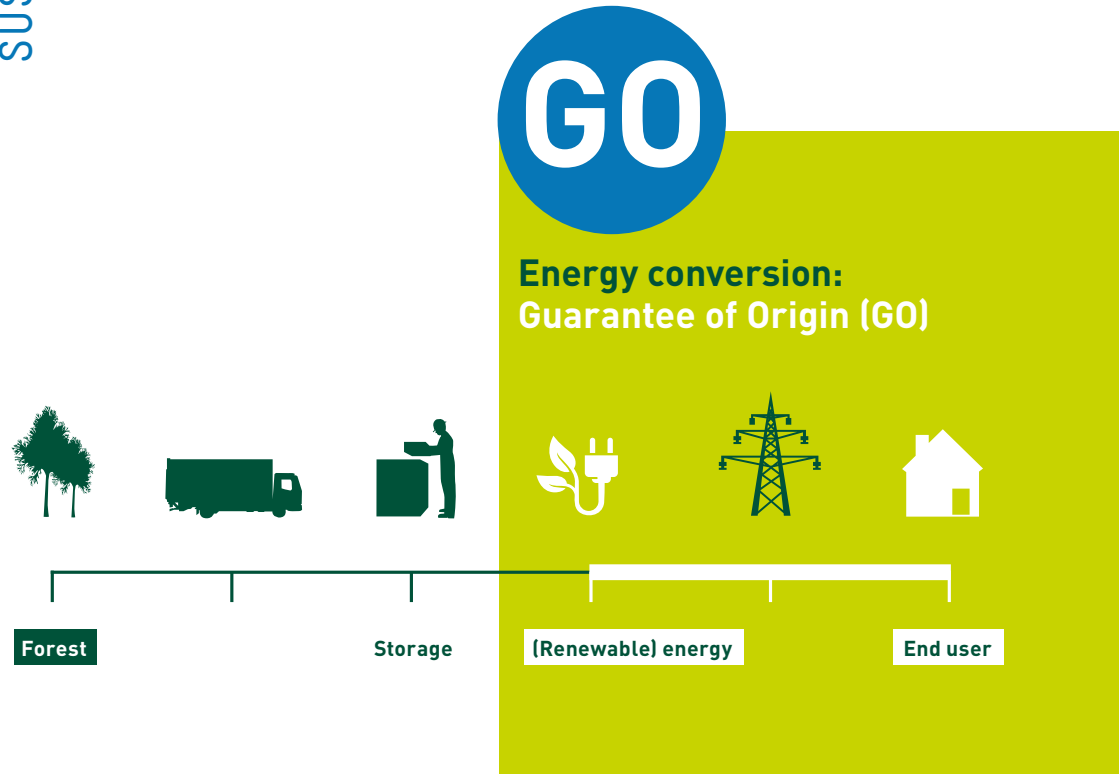 GO
Energy conversion:
Guarantee of Origin (GO)
Forest
Storage
(Renewable) energy
End user